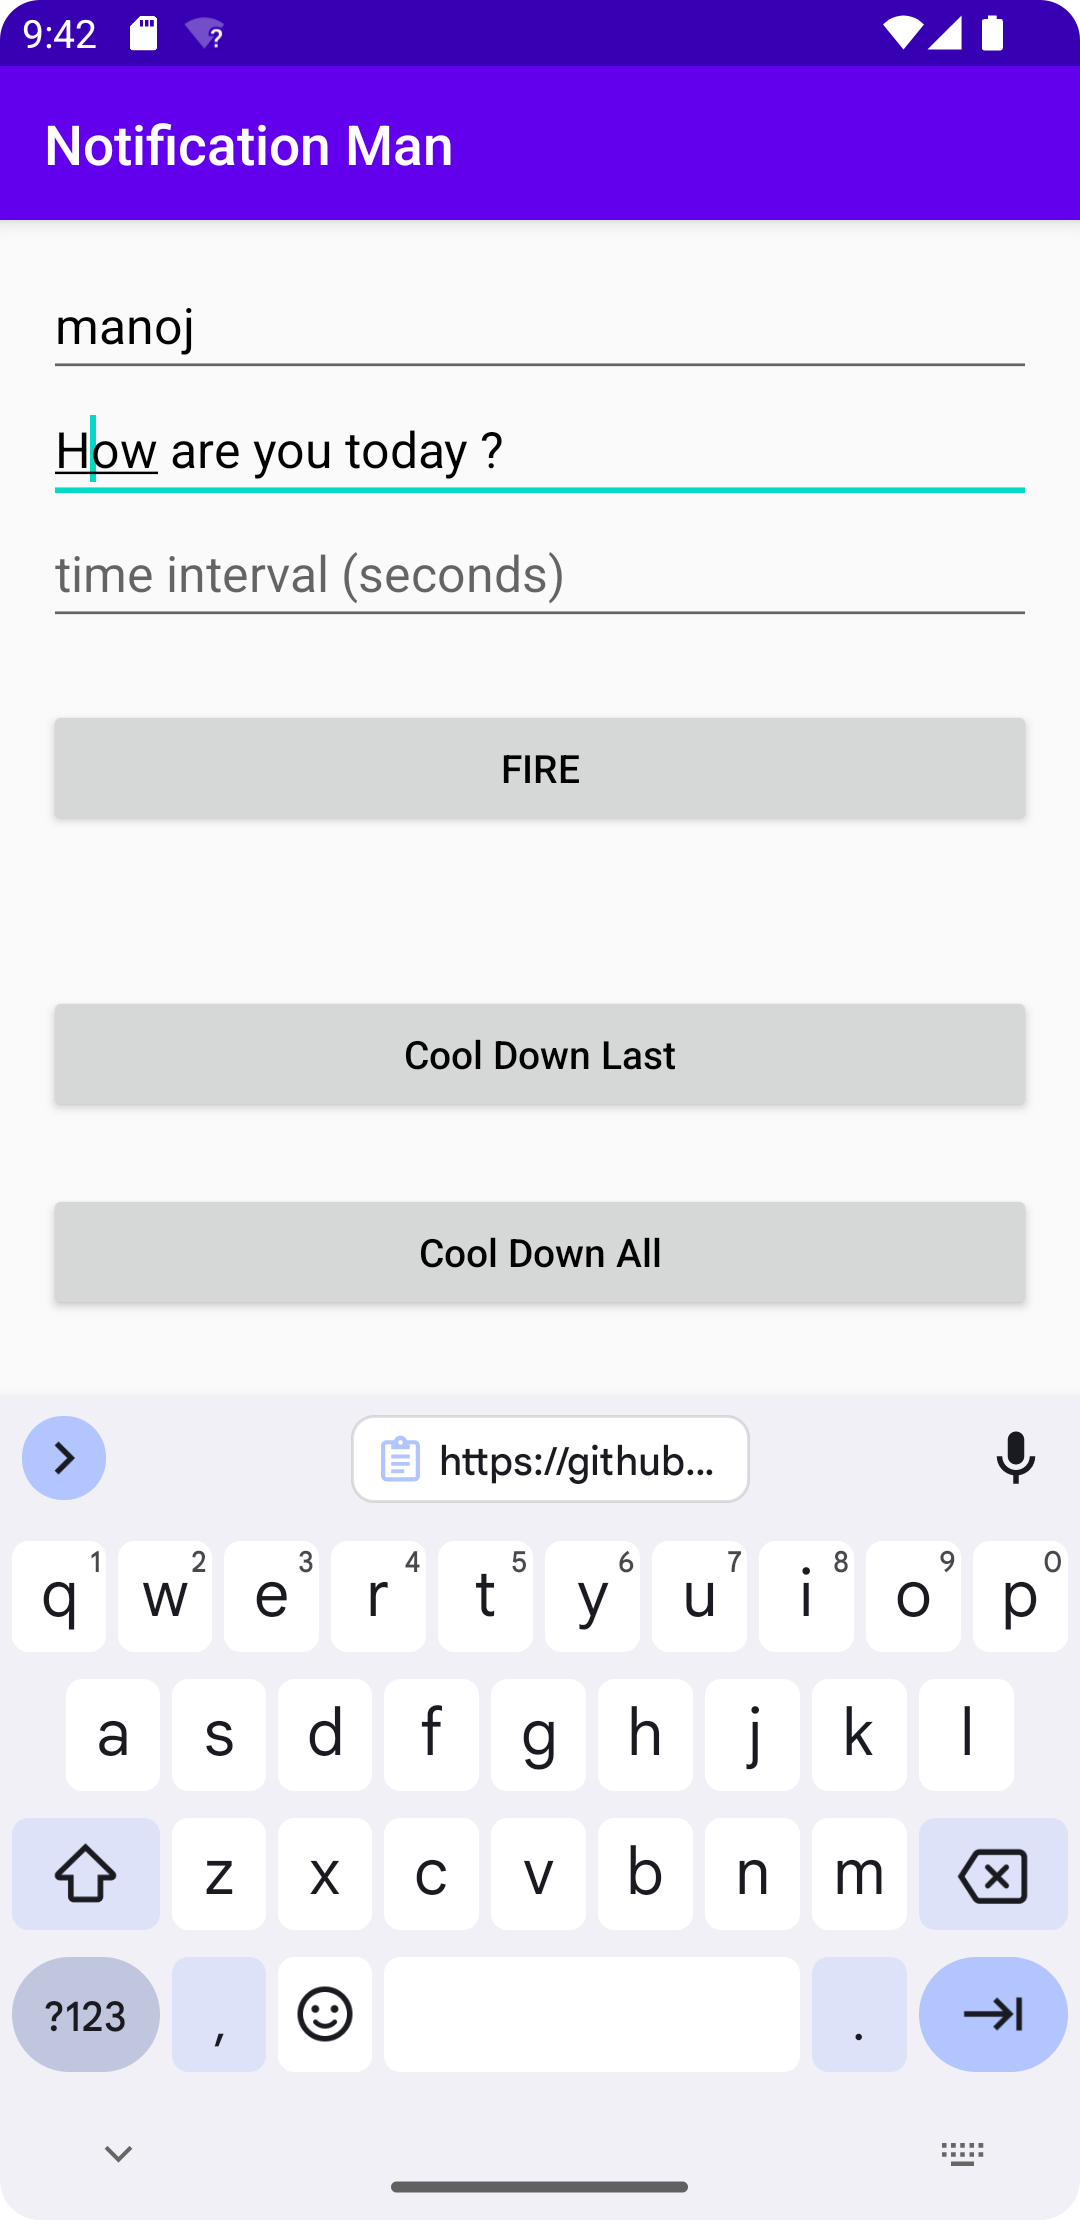 9:42
Notification Man
manoj
How are you today ?
time interval (seconds)
FIRE
Cool Down Last
Cool Down All
https://github...
q 1 w 2 e 3 r 4 t 5 y 6 u 7 i 8 o 9 p 0
a s d f g h j k l
z x c v b n m
?123 , .